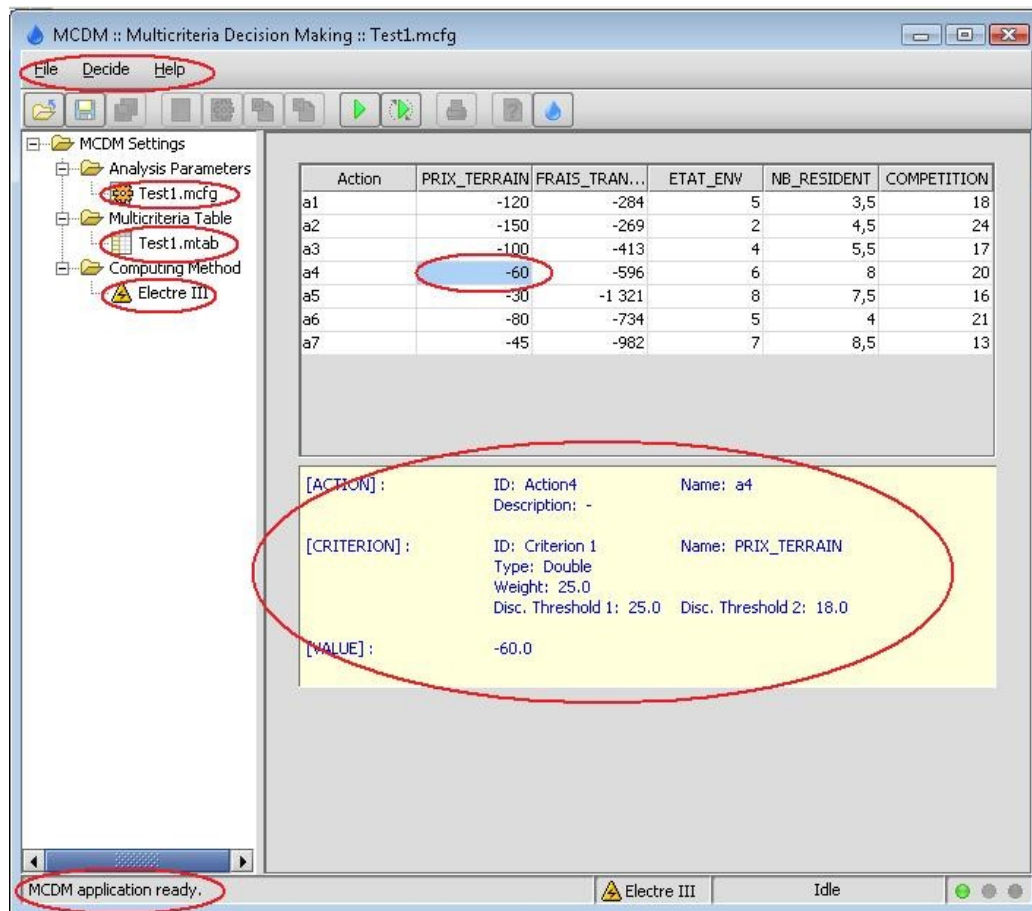 MCDM :: Multicriteria Decision Making :: Test1.mcfg
File Decide Help
MCDM Settings
Analysis Parameters
Test1.mcfg
Multicriteria Table
Test1.mtab
Computing Method
Electre III
Action PRIX_TERRAIN FRAIS_TRAN... ETAT_ENV NB_RESIDENT COMPETITION
a1 -120 -284 5 3,5 18
a2 -150 -269 2 4,5 24
a3 -100 -413 4 5,5 17
a4 -60 -596 6 8 20
a5 -30 -1 321 8 7,5 16
a6 -80 -734 5 4 21
a7 -45 -982 7 8,5 13
[ACTION] : ID: Action4 Name: a4
Description: -
[CRITERION] : ID: Criterion 1 Name: PRIX_TERRAIN
Type: Double
Weight: 25.0
Disc. Threshold 1: 25.0 Disc. Threshold 2: 18.0
[VALUE] : -60.0
MCDM application ready. Electre III Idle